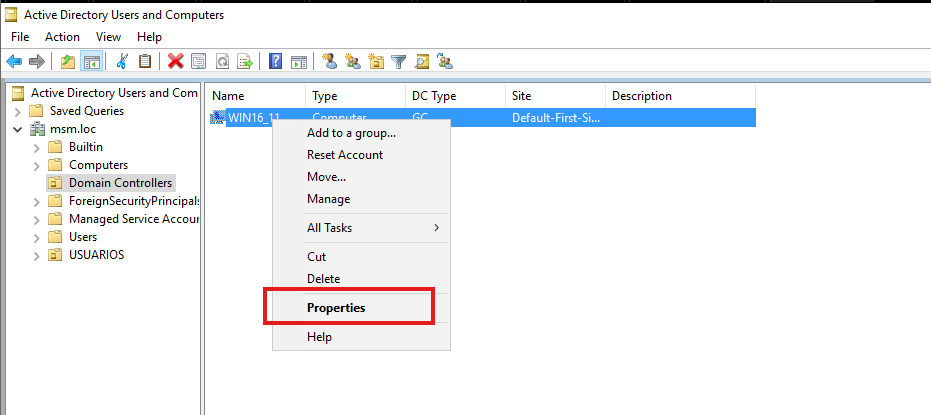 Active Directory Users and Computers
File Action View Help
Active Directory Users and Com
Saved Queries
msm.loc
Builtin
Computers
Domain Controllers
ForeignSecurityPrincipals
Managed Service Accour
Users
USUARIOS
Name Type DC Type Site Description
WIN16_11 Computer GC Default-First-Si...
Add to a group...
Reset Account
Move...
Manage
All Tasks
Cut
Delete
Properties
Help